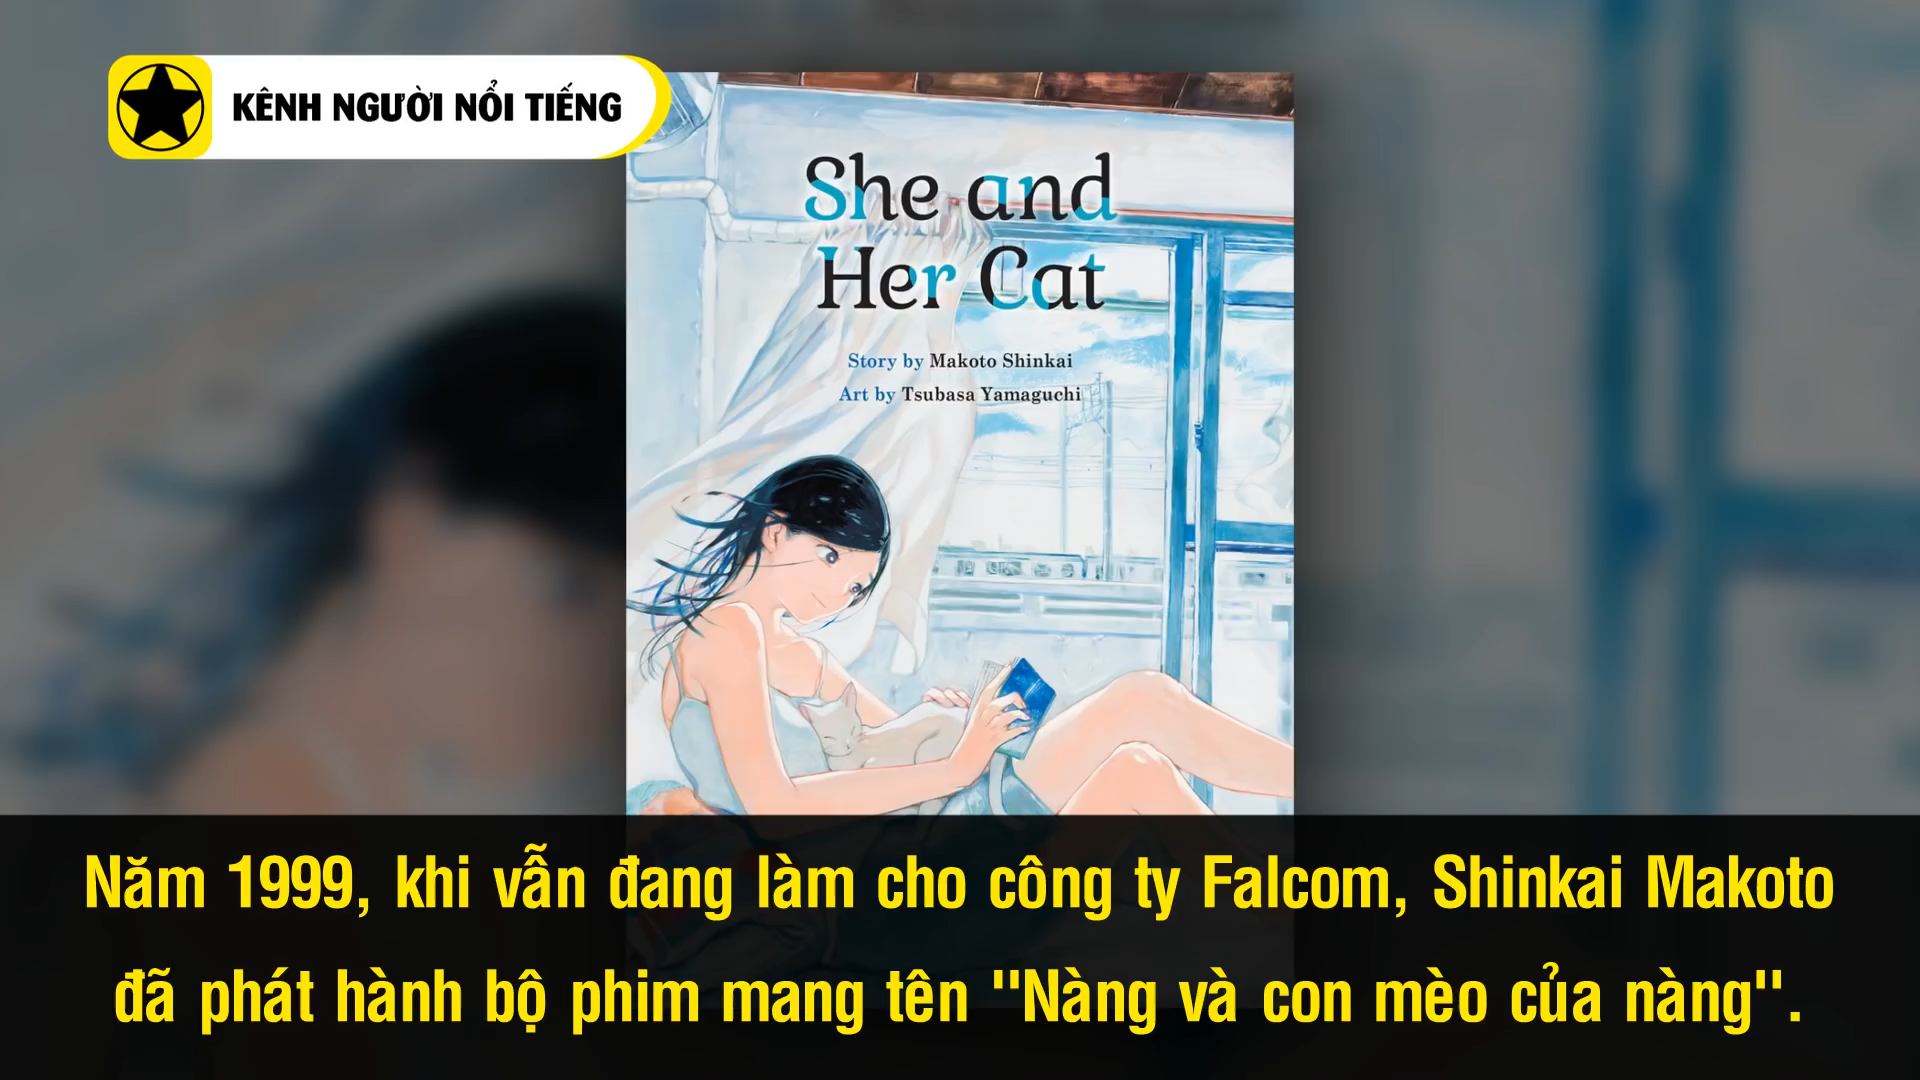 KÊNH NGƯỜI NỔI TIẾNG
She and
Her Cat
Story by Makoto Shinkai
Art by Tsubasa Yamaguchi
Năm 1999, khi vẫn đang làm cho công ty Falcom, Shinkai Makoto
đã phát hành bộ phim mang tên "Nàng và con mèo của nàng".